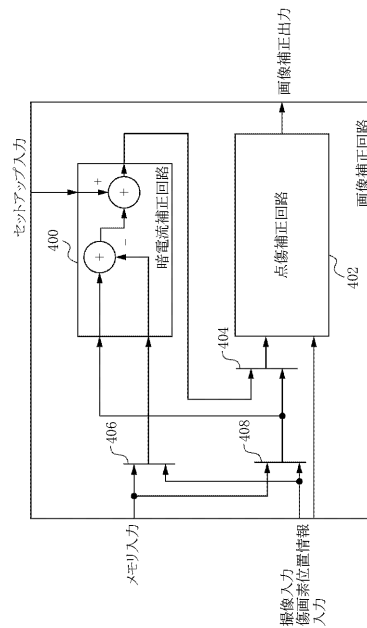 セットアップ入力
400
+
+
+
−
暗電流補正回路
406
404
408
メモリ入力
撮像入力
傷画素位置情報
入力
点傷補正回路
402
画像補正出力
画像補正回路